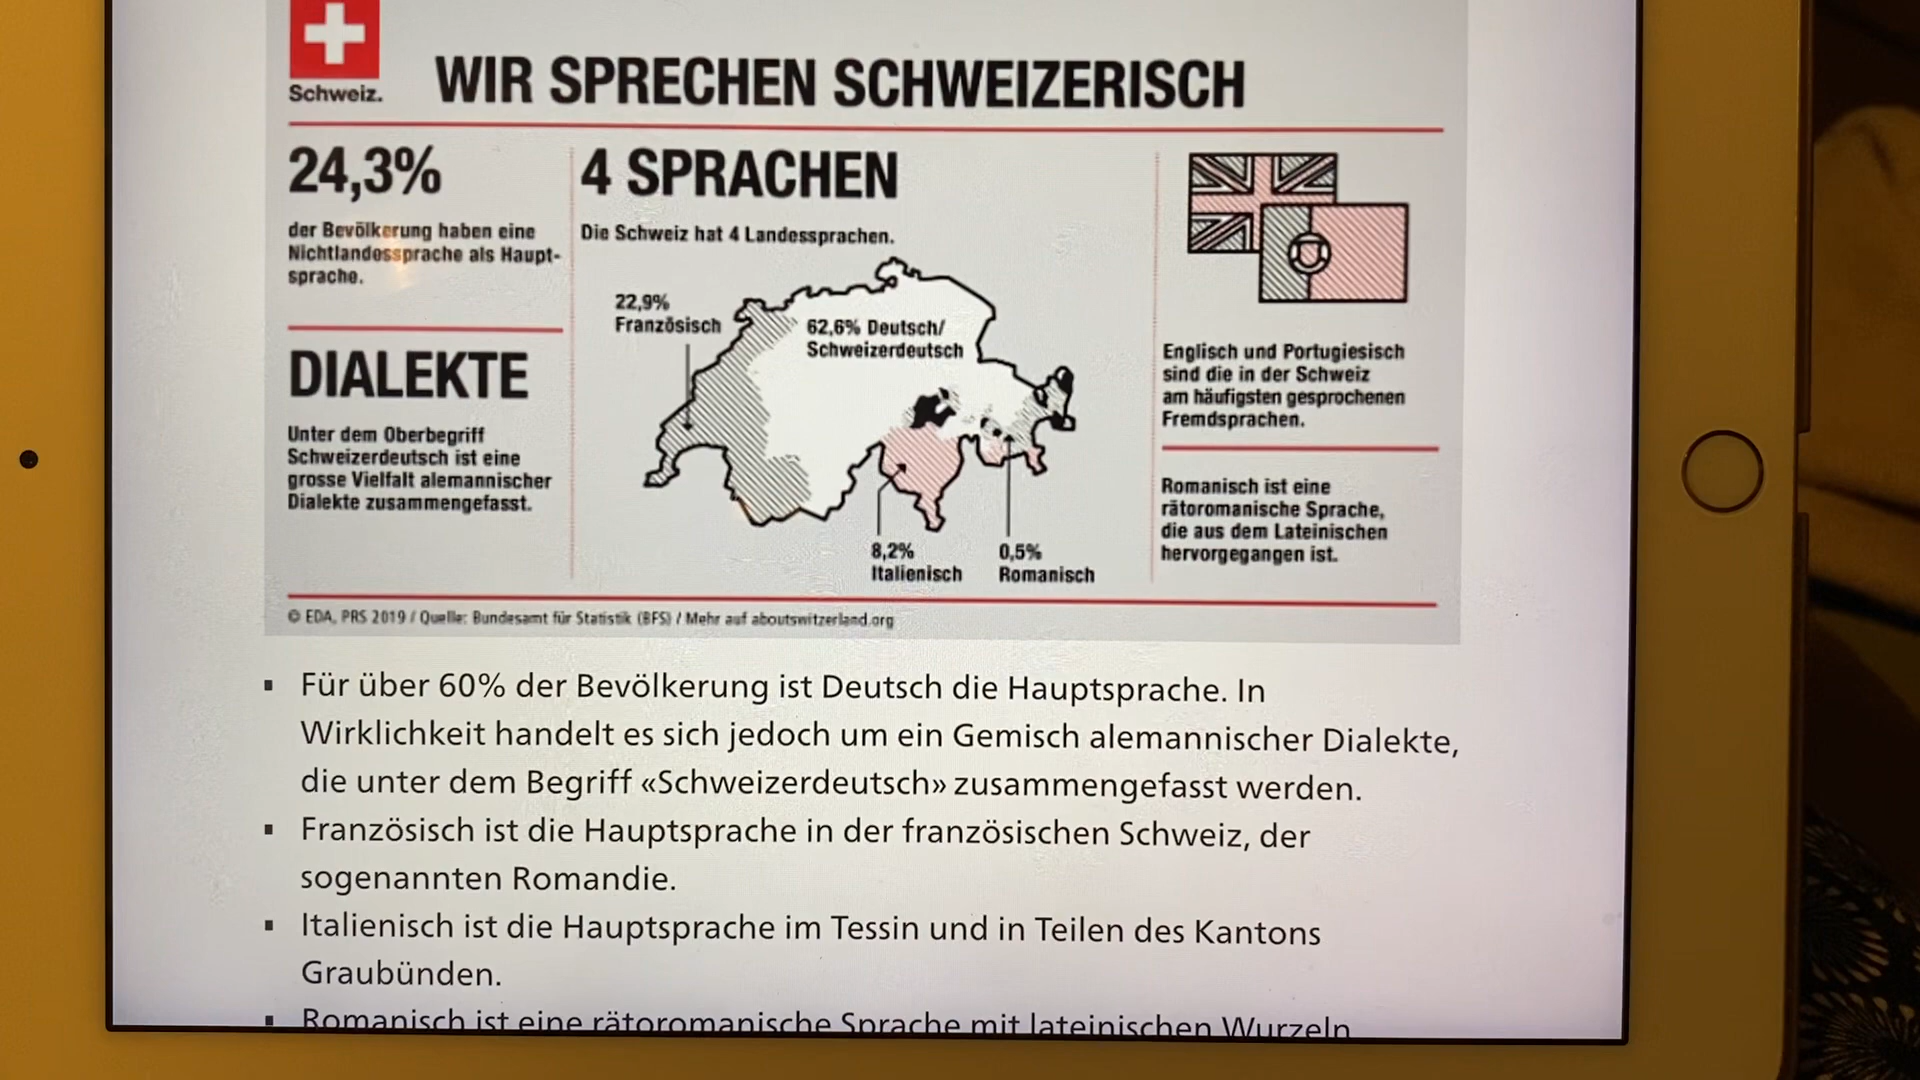 Schweiz.
WIR SPRECHEN SCHWEIZERISCH
24,3%
der Bevölkerung haben eine
Nichtlandessprache als Haupt-
sprache.
DIALEKTE
Unter dem Oberbegriff
Schweizerdeutsch ist eine
grosse Vielfalt alemannischer
Dialekte zusammengefasst.
4 SPRACHEN
Die Schweiz hat 4 Landessprachen.
22,9%
Französisch
62,6% Deutsch/
Schweizerdeutsch
8,2%
Italienisch
0,5%
Romanisch
Englisch und Portugiesisch
sind die in der Schweiz
am häufigsten gesprochenen
Fremdsprachen.
Romanisch ist eine
rätoromanische Sprache,
die aus dem Lateinischen
hervorgegangen ist.
© EDA, PRS 2019 / Quelle: Bundesamt für Statistik (BFS) / Mehr auf aboutswitzerland.org
▪ Für über 60% der Bevölkerung ist Deutsch die Hauptsprache. In
Wirklichkeit handelt es sich jedoch um ein Gemisch alemannischer Dialekte,
die unter dem Begriff «Schweizerdeutsch» zusammengefasst werden.
▪ Französisch ist die Hauptsprache in der französischen Schweiz, der
sogenannten Romandie.
▪ Italienisch ist die Hauptsprache im Tessin und in Teilen des Kantons
Graubünden.
▪ Romanisch ist eine rätoromanische Sprache mit lateinischen Wurzeln